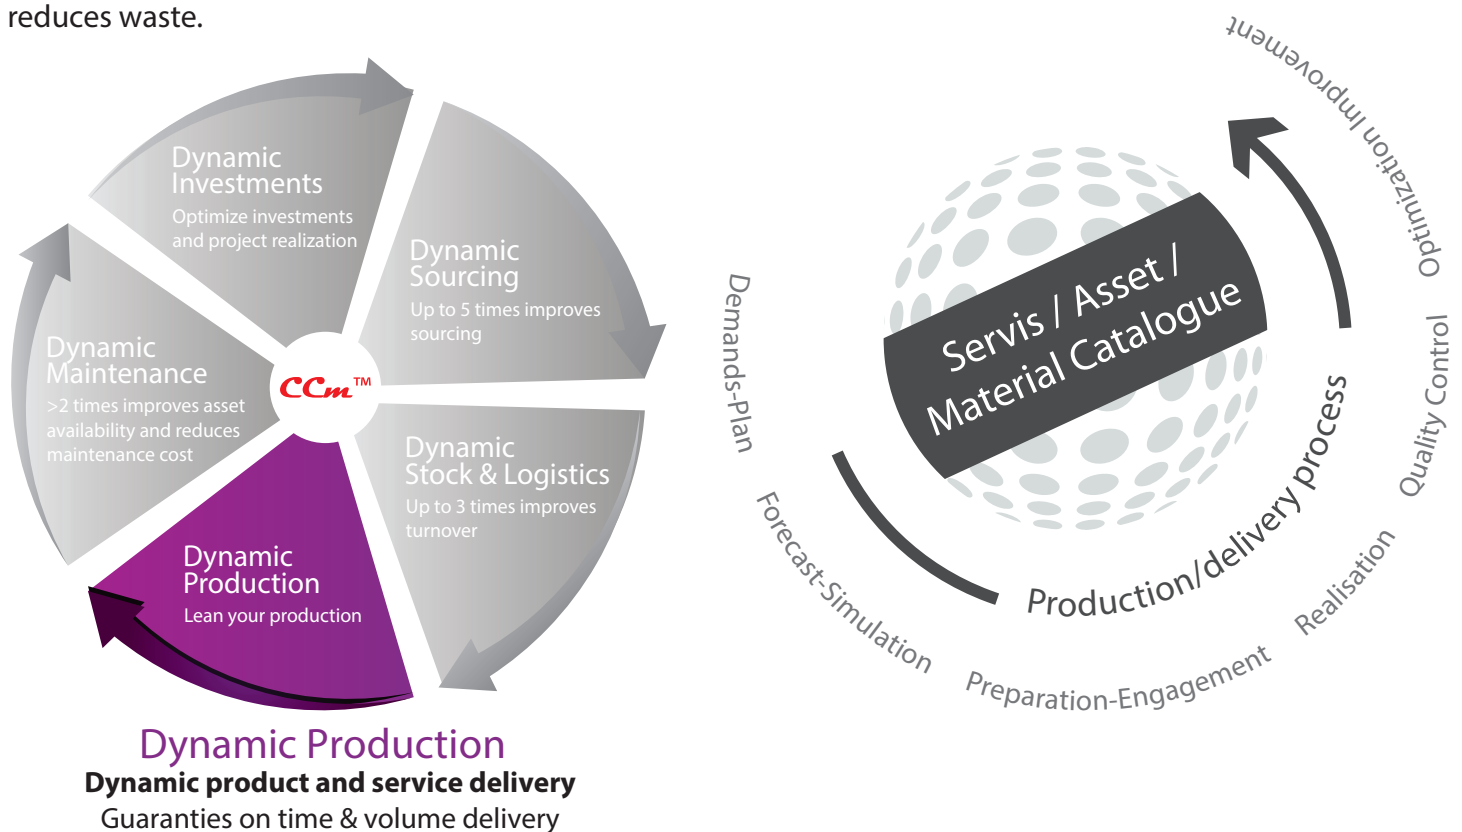 reduces waste.
Dynamic
Investments
Optimize investments
and project realization
Dynamic
Sourcing
Up to 5 times improves
sourcing
Dynamic
Maintenance
>2 times improves asset
availability and reduces
maintenance cost
CCm™
Dynamic
Stock & Logistics
Up to 3 times improves
turnover
Dynamic
Production
Lean your production
Dynamic Production
Dynamic product and service delivery
Guaranties on time & volume delivery
Servis / Asset /
Material Catalogue
Production/delivery process
Demands-Plan
Forecast-Simulation
Preparation-Engagement
Realisation
Quality Control
Optimization Improvement